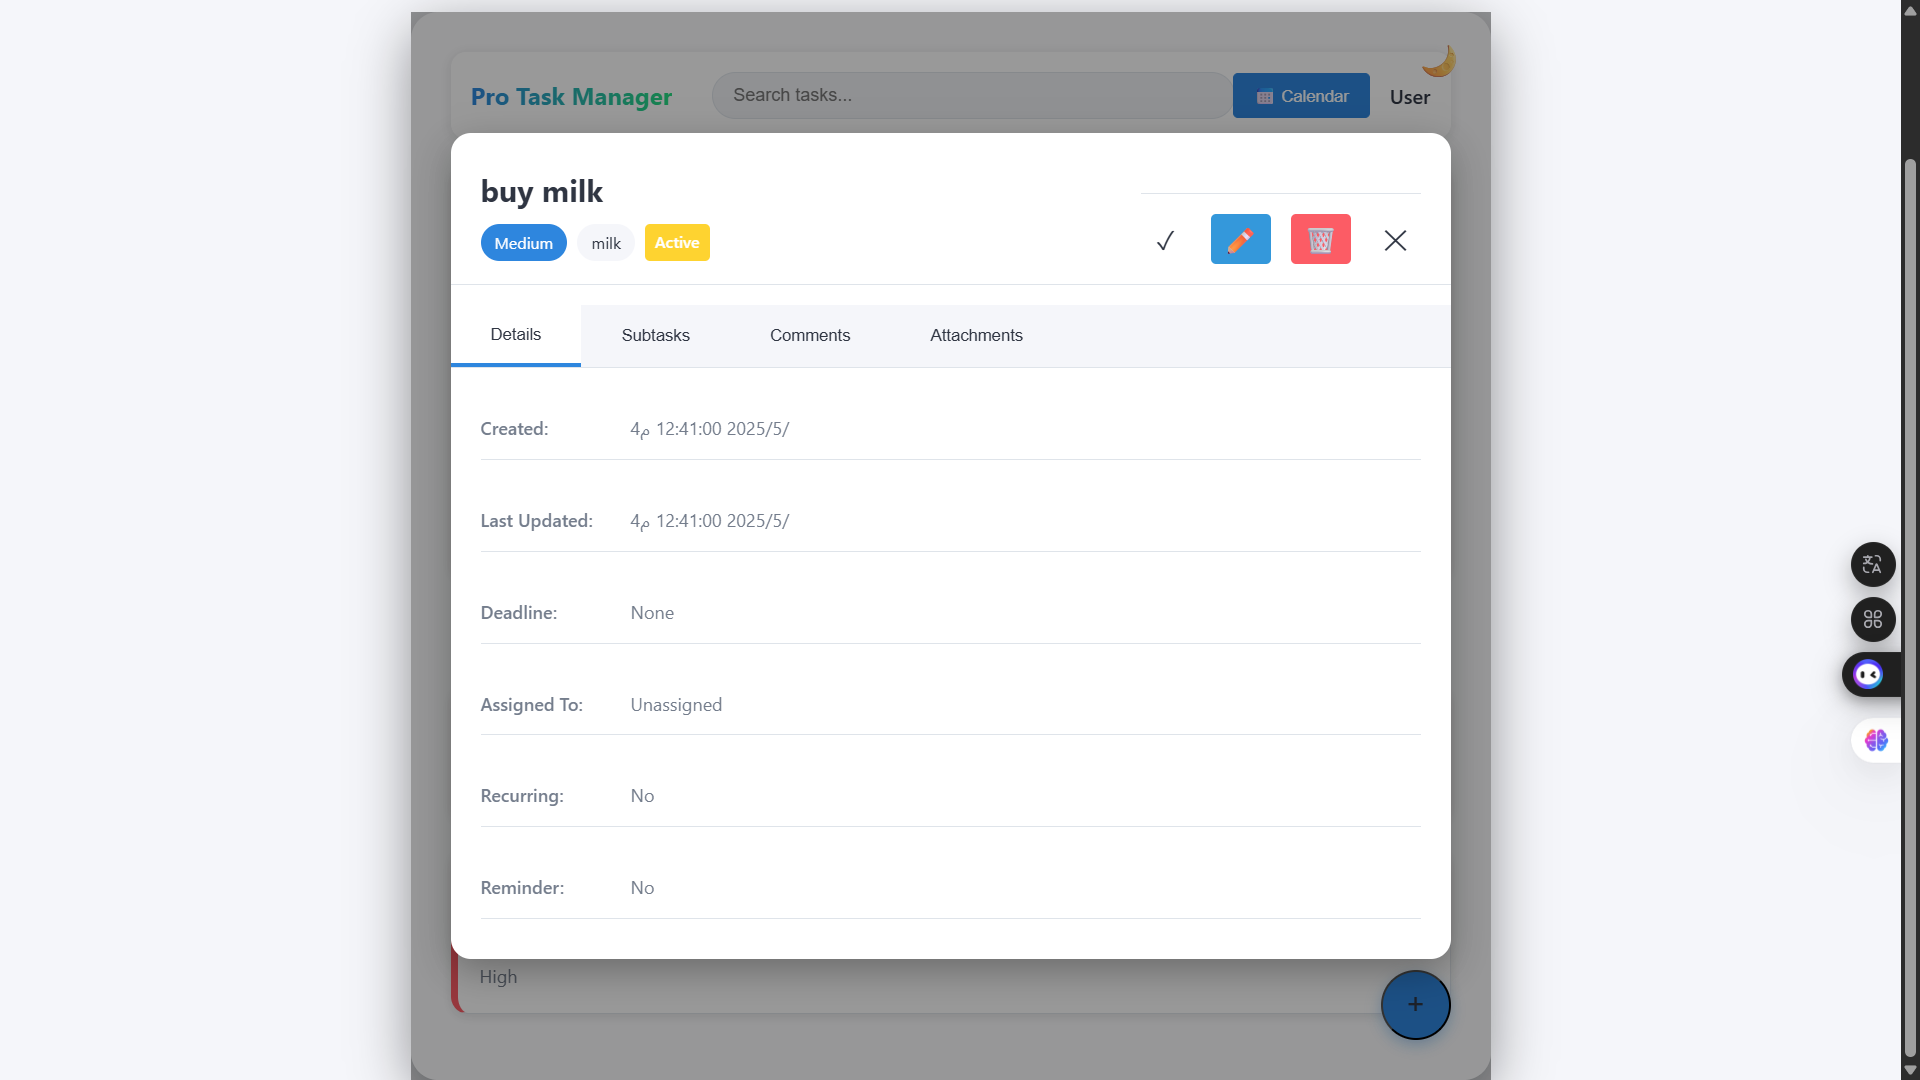 Pro Task Manager
Search tasks...
Calendar
User
buy milk
Medium
milk
Active
Details
Subtasks
Comments
Attachments
Created:
4م 12:41:00 2025/5/
Last Updated:
4م 12:41:00 2025/5/
Deadline:
None
Assigned To:
Unassigned
Recurring:
No
Reminder:
No
High
+